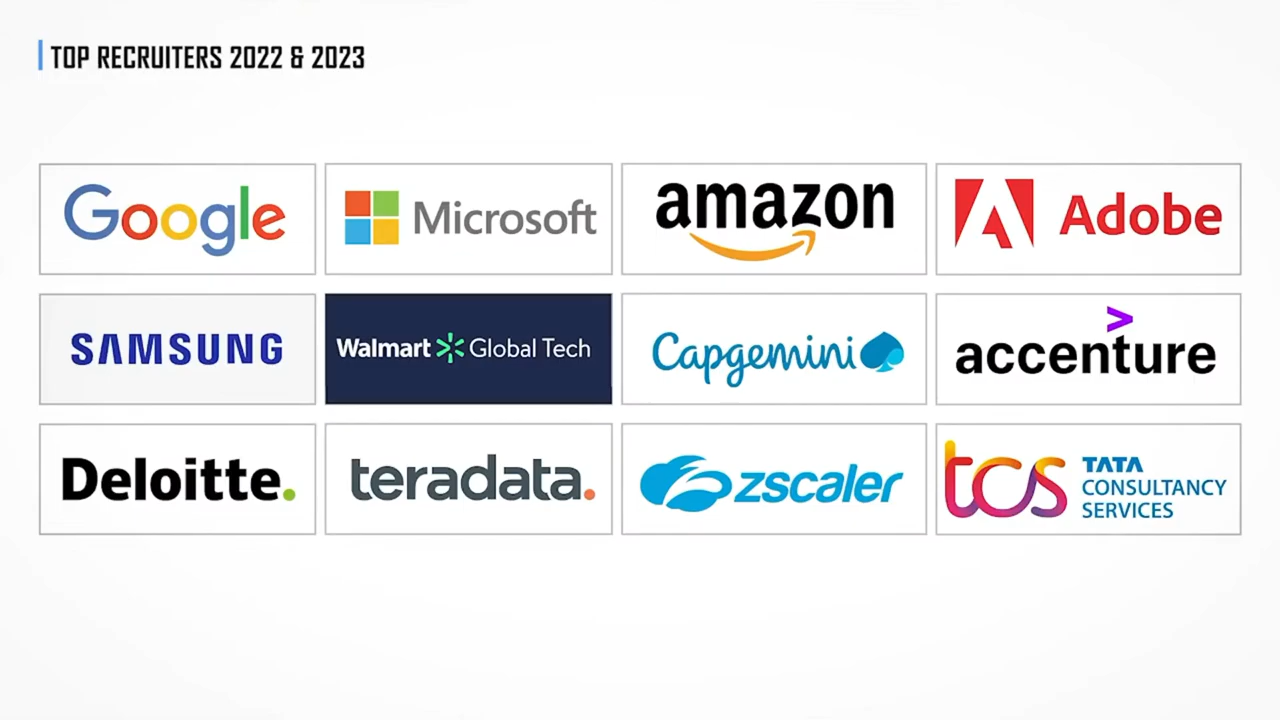 TOP RECRUITERS 2022 & 2023
Google
Microsoft
amazon
Adobe
SAMSUNG
Walmart Global Tech
Capgemini
accenture
Deloitte.
teradata.
zscaler
tcs TATA
CONSULTANCY
SERVICES